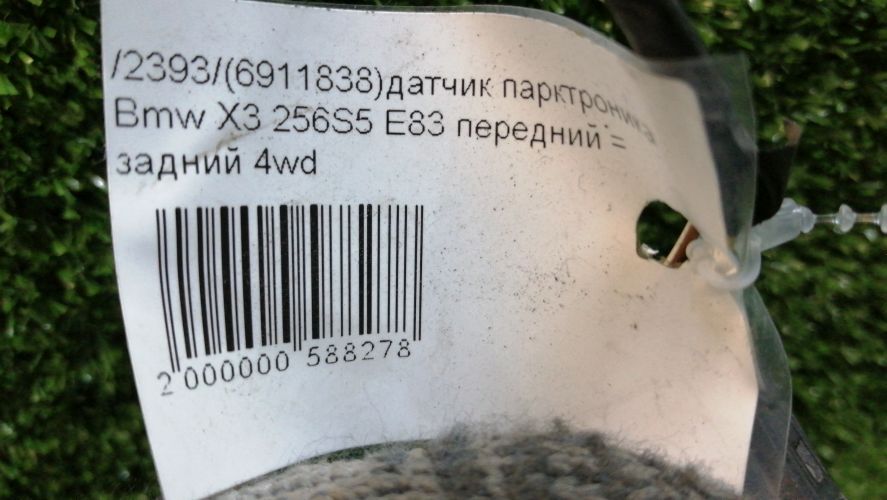 /2393/(6911838)датчик парктроника
Bmw X3 256S5 E83 передний =
задний 4wd
2 000000 588278